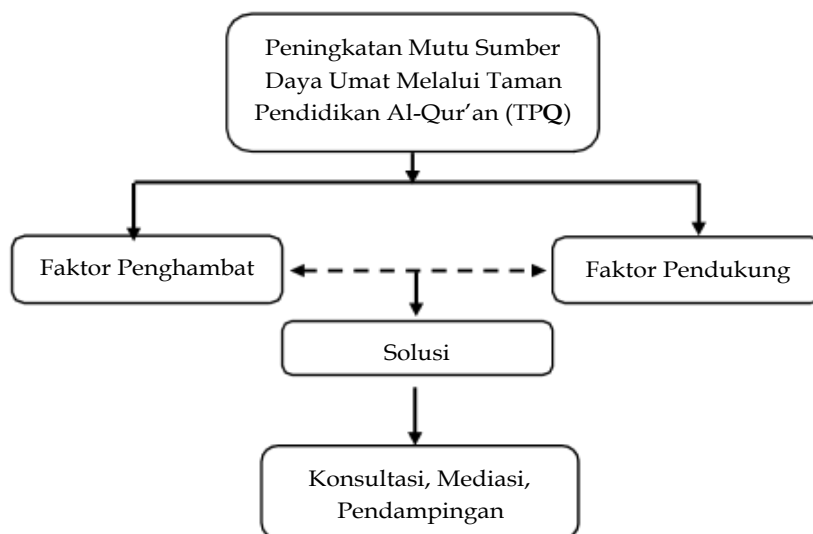 Peningkatan Mutu Sumber
Daya Umat Melalui Taman
Pendidikan Al-Qur’an (TPQ)
Faktor Penghambat
Faktor Pendukung
Solusi
Konsultasi, Mediasi,
Pendampingan